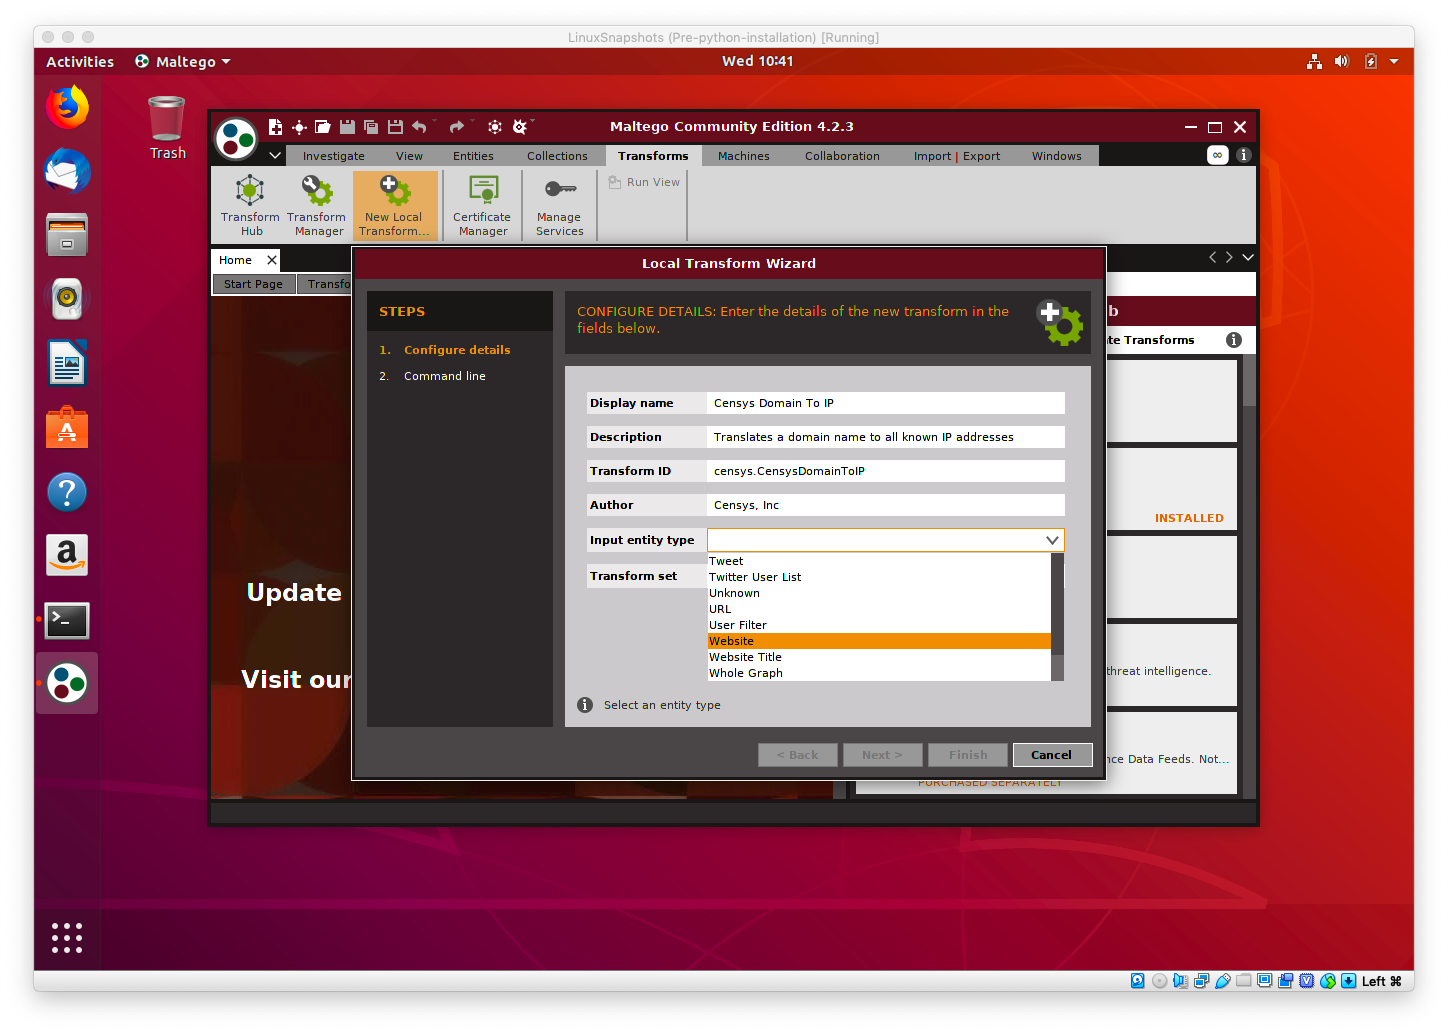 LinuxSnapshots (Pre-python-installation) [Running]
Activities
Maltego
Wed 10:41
Trash
Maltego Community Edition 4.2.3
Investigate
View
Entities
Collections
Transforms
Machines
Collaboration
Import | Export
Windows
Transform Hub
Transform Manager
New Local Transform...
Certificate Manager
Manage Services
Run View
Home
Start Page
Transfo
Local Transform Wizard
STEPS
1. Configure details
2. Command line
CONFIGURE DETAILS: Enter the details of the new transform in the
fields below.
Display name
Censys Domain To IP
Description
Translates a domain name to all known IP addresses
Transform ID
censys.CensysDomainToIP
Author
Censys, Inc
Input entity type
Transform set
Tweet
Twitter User List
Unknown
URL
User Filter
Website
Website Title
Whole Graph
Select an entity type
< Back
Next >
Finish
Cancel
b
te Transforms
INSTALLED
threat intelligence.
nce Data Feeds. Not...
PURCHASED SEPARATELY
Update
Visit our
Left ⌘